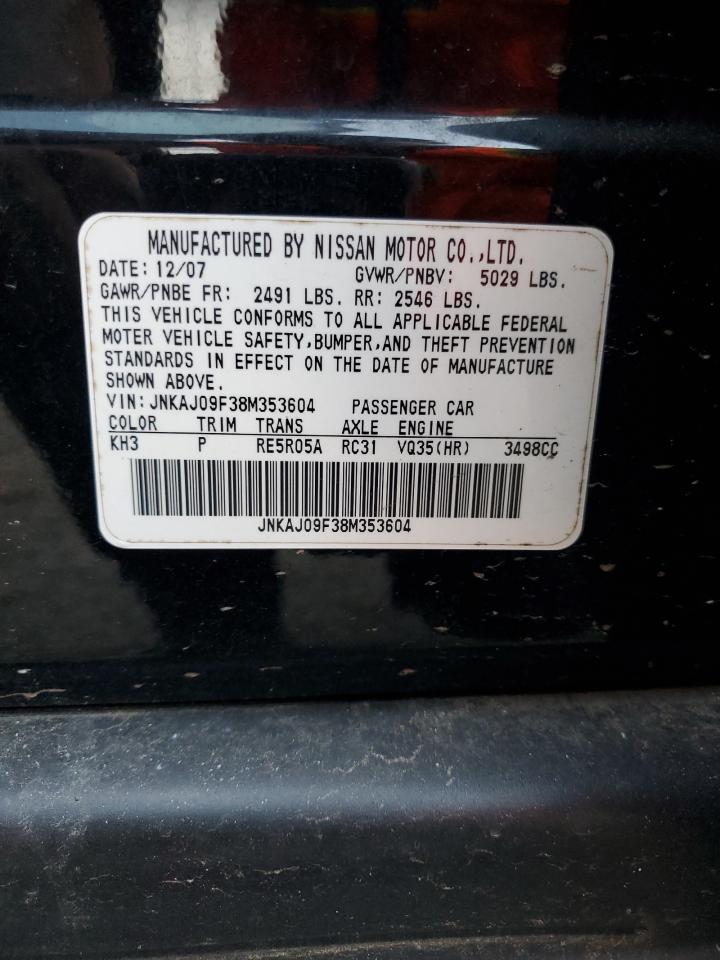 MANUFACTURED BY NISSAN MOTOR CO.,LTD.
DATE: 12/07 GVWR/PNBV: 5029 LBS.
GAWR/PNBE FR: 2491 LBS. RR: 2546 LBS.
THIS VEHICLE CONFORMS TO ALL APPLICABLE FEDERAL
MOTER VEHICLE SAFETY,BUMPER,AND THEFT PREVENTION
STANDARDS IN EFFECT ON THE DATE OF MANUFACTURE
SHOWN ABOVE.
VIN:JNKAJ09F38M353604 PASSENGER CAR
COLOR TRIM TRANS AXLE ENGINE
KH3 P RE5R05A RC31 VQ35(HR) 3498CC
JNKAJ09F38M353604